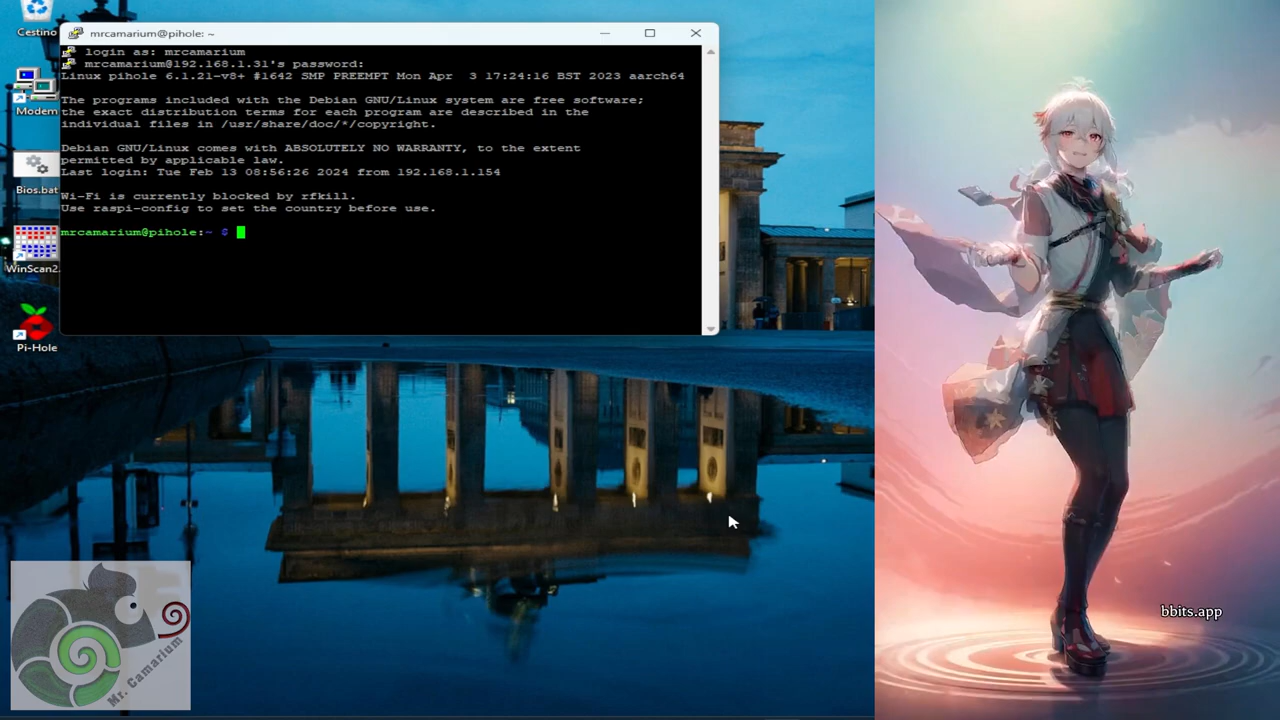 Cestino
Modem
Bios.bat
WinScan2
Pi-Hole
mrcamarium@pihole: ~
login as: mrcamarium
mrcamarium@192.168.1.31's password:
Linux pihole 6.1.21-v8+ #1642 SMP PREEMPT Mon Apr  3 17:24:16 BST 2023 aarch64
The programs included with the Debian GNU/Linux system are free software;
the exact distribution terms for each program are described in the
individual files in /usr/share/doc/*/copyright.
Debian GNU/Linux comes with ABSOLUTELY NO WARRANTY, to the extent
permitted by applicable law.
Last login: Tue Feb 13 08:56:26 2024 from 192.168.1.154
Wi-Fi is currently blocked by rfkill.
Use raspi-config to set the country before use.
mrcamarium@pihole:~ $
Mr. Camarium
bbits.app